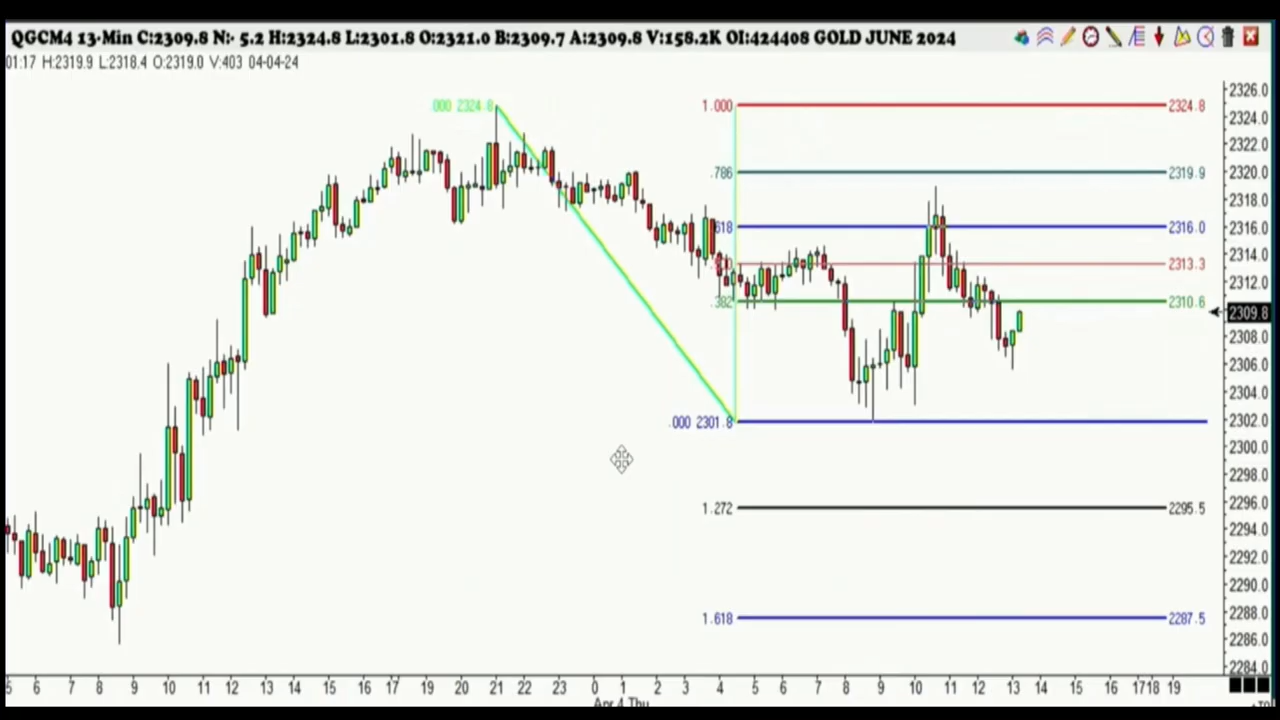 QGCM4 13-Min C:2309.8 N:- 5.2 H:2324.8 L:2301.8 O:2321.0 B:2309.7 A:2309.8 V:158.2K OI:424408 GOLD JUNE 2024
01:17 H:2319.9 L:2318.4 O:2319.0 V:403 04-04-24
2326.0
.000 2324.8 1.000 2324.8
2324.0
2322.0
.786 2319.9 2320.0
2318.0
.618 2316.0 2316.0
2314.0
2313.3
2312.0
.382 2310.6
2309.8
2308.0
2306.0
2304.0
.000 2301.8 2302.0
2300.0
2298.0
2296.0
1.272 2295.5
2294.0
2292.0
2290.0
2288.0
1.618 2287.5
2286.0
2284.0
5 6 7 8 9 10 11 12 13 14 15 16 17 19 20 21 22 23 0 1 2 3 4 5 6 7 8 9 10 11 12 13 14 15 16 1718 19
Apr 4 Thu